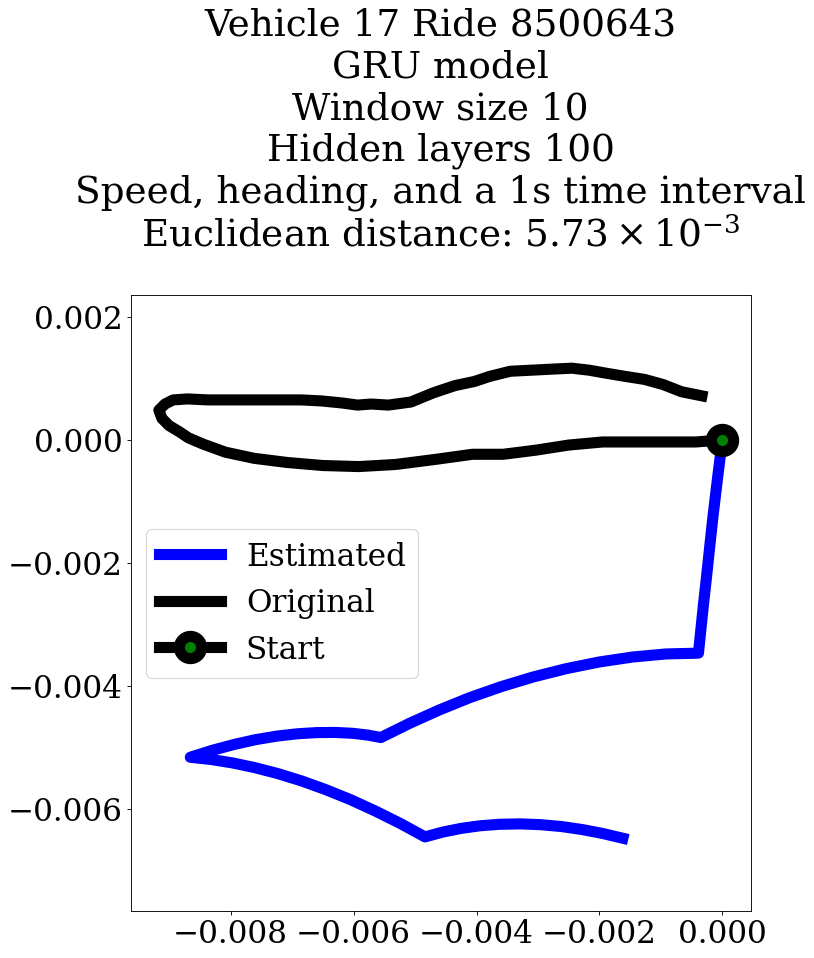 Vehicle 17 Ride 8500643
GRU model
Window size 10
Hidden layers 100
Speed, heading, and a 1s time interval
Euclidean distance: 5.73 × 10⁻³
0.002
0.000
−0.002
−0.004
−0.006
Estimated
Original
Start
−0.008 −0.006 −0.004 −0.002 0.000